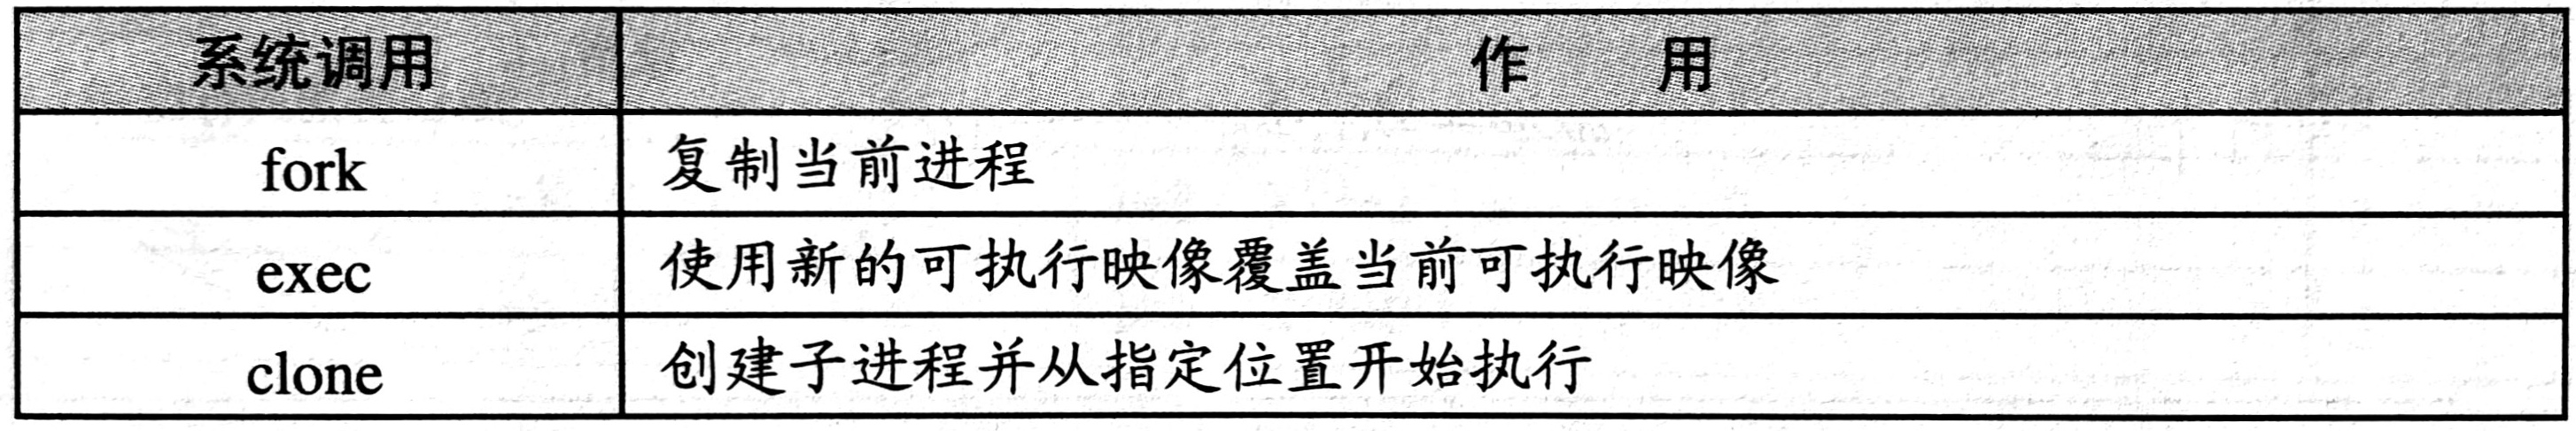 系统调用 作 用
fork 复制当前进程
exec 使用新的可执行映像覆盖当前可执行映像
clone 创建子进程并从指定位置开始执行